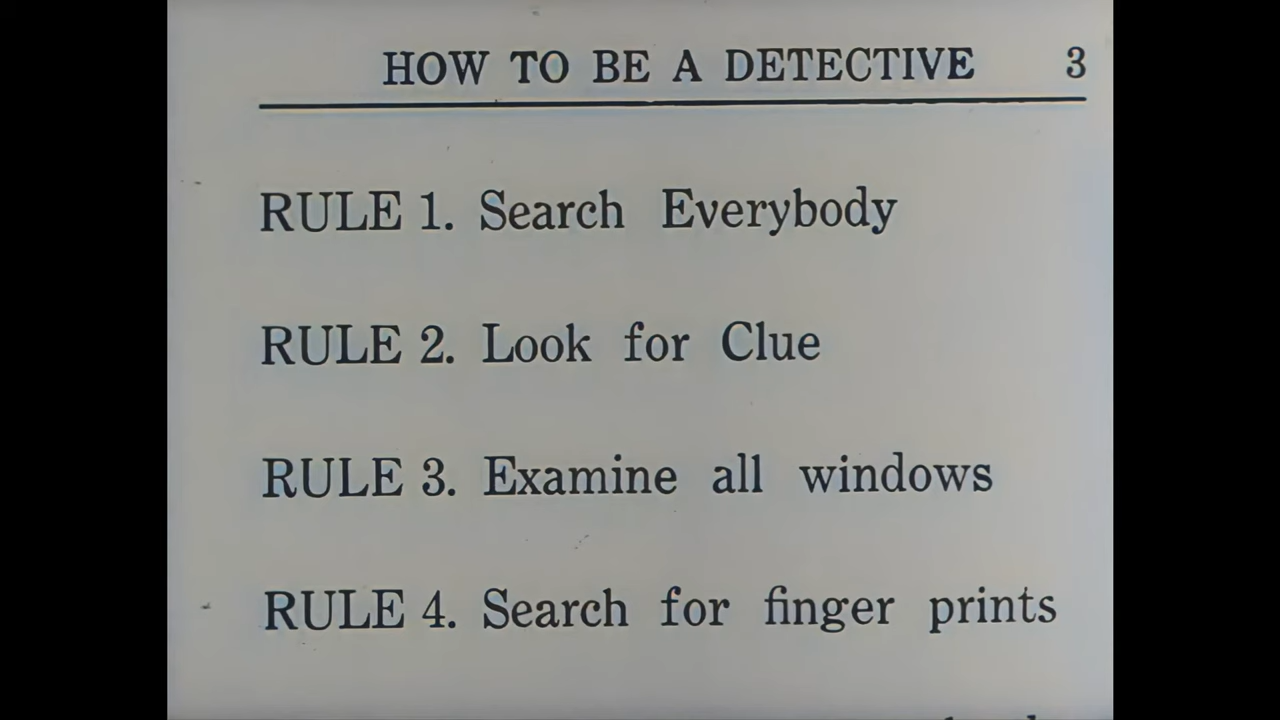 HOW TO BE A DETECTIVE 3
RULE 1. Search Everybody
RULE 2. Look for Clue
RULE 3. Examine all windows
RULE 4. Search for finger prints